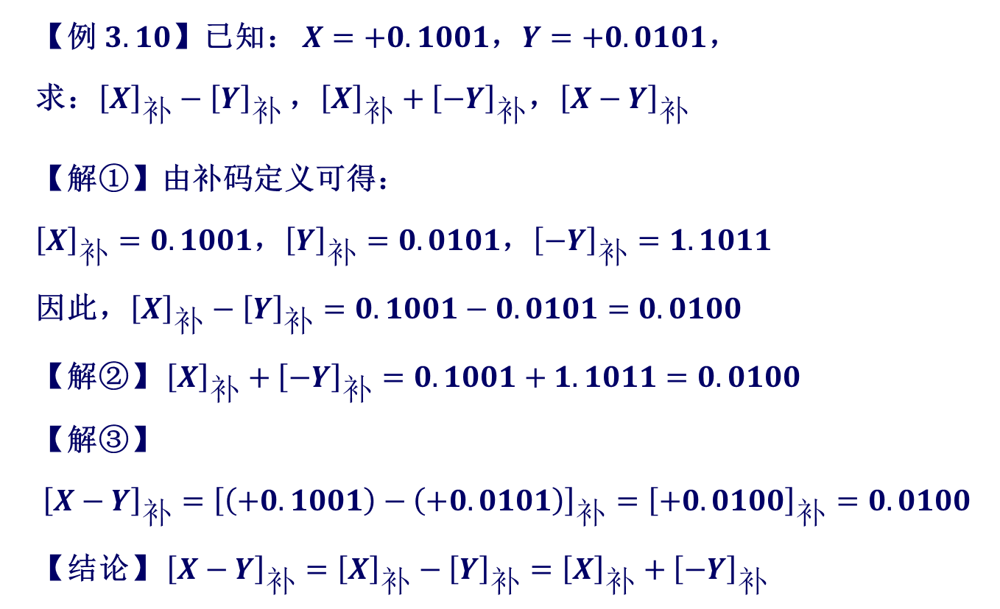 【例 3.10】已知： X = +0.1001，Y = +0.0101，
求：[X]补 − [Y]补 ，[X]补 + [−Y]补，[X − Y]补
【解①】由补码定义可得：
[X]补 = 0.1001，[Y]补 = 0.0101，[−Y]补 = 1.1011
因此，[X]补 − [Y]补 = 0.1001 − 0.0101 = 0.0100
【解②】[X]补 + [−Y]补 = 0.1001 + 1.1011 = 0.0100
【解③】
[X − Y]补 = [(+0.1001) − (+0.0101)]补 = [+0.0100]补 = 0.0100
【结论】[X − Y]补 = [X]补 − [Y]补 = [X]补 + [−Y]补